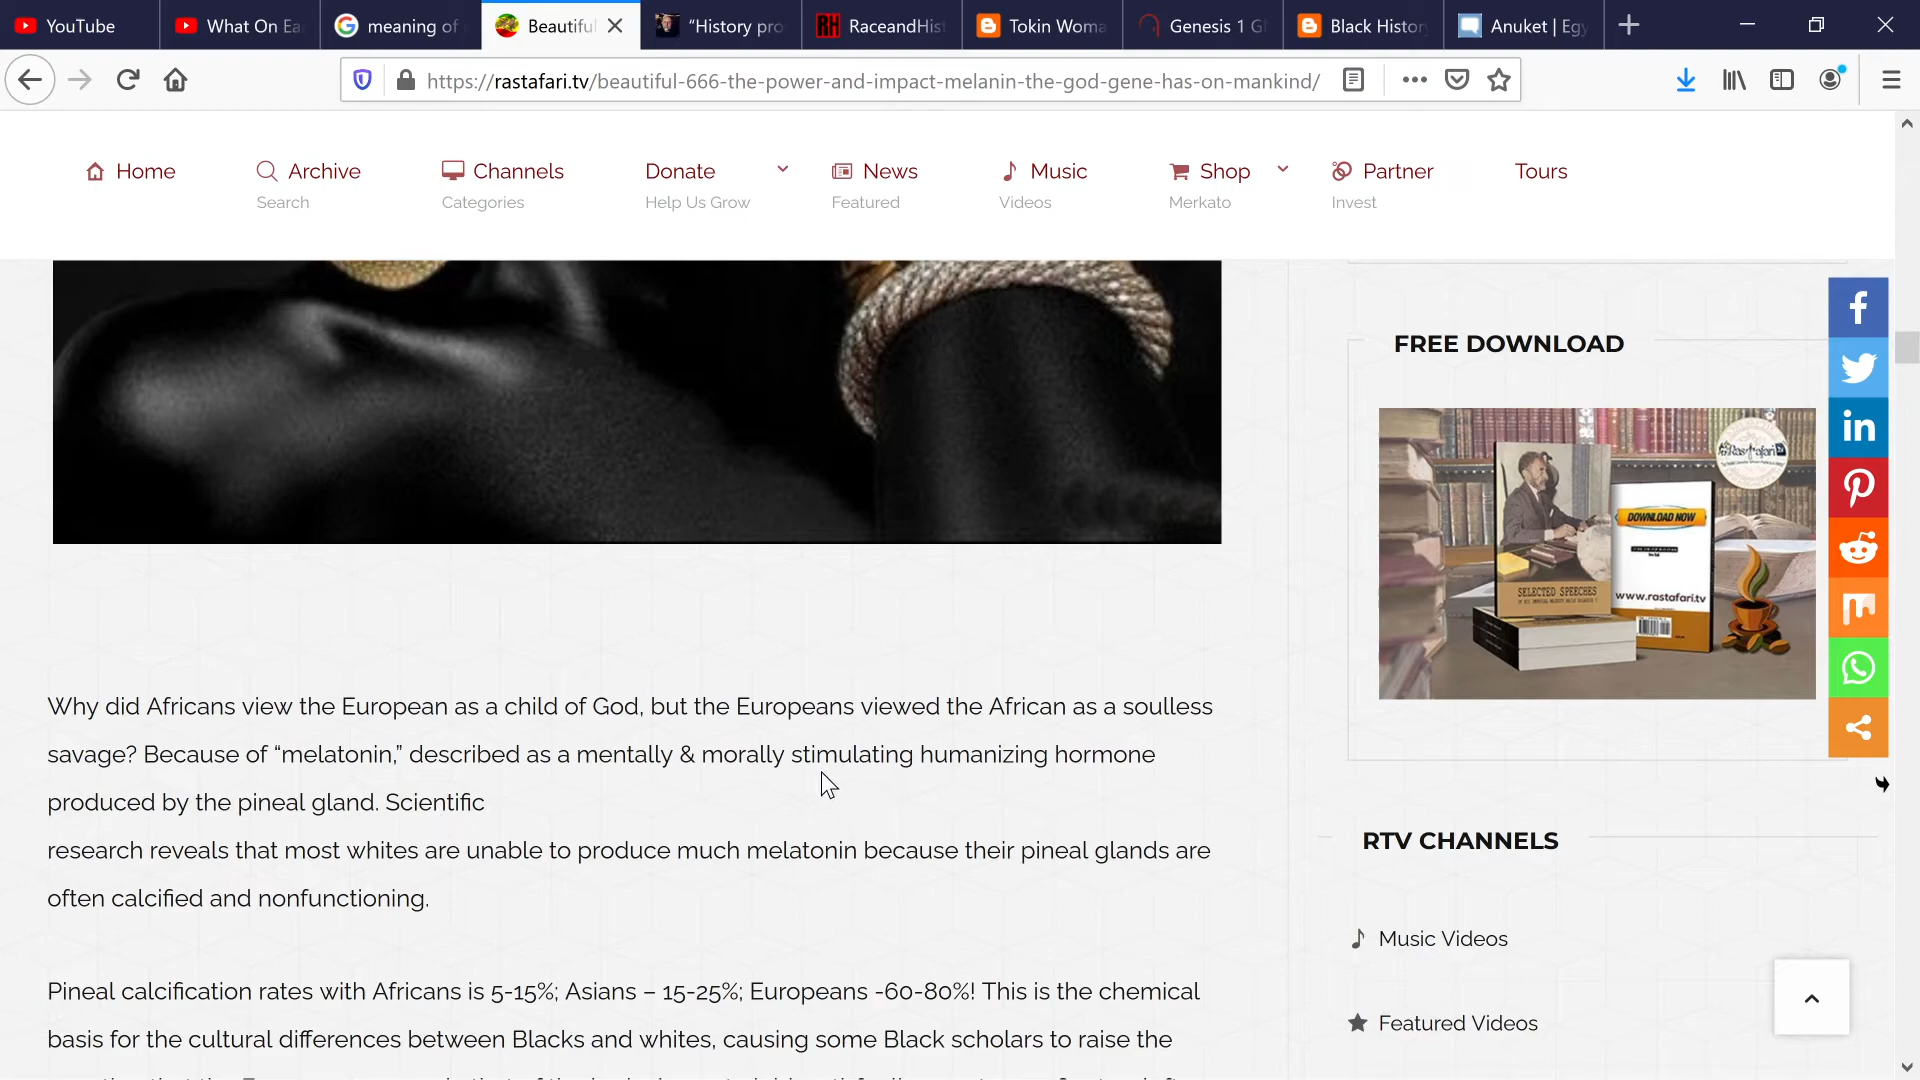 YouTube
What On Ea
meaning of
Beautiful
"History pro
RaceandHis
Tokin Woma
Genesis 1 G
Black Histor
Anuket | Egy
https://rastafari.tv/beautiful-666-the-power-and-impact-melanin-the-god-gene-has-on-mankind/
Home
Archive
Search
Channels
Categories
Donate
Help Us Grow
News
Featured
Music
Videos
Shop
Merkato
Partner
Invest
Tours
Why did Africans view the European as a child of God, but the Europeans viewed the African as a soulless
savage? Because of “melatonin,” described as a mentally & morally stimulating humanizing hormone
produced by the pineal gland. Scientific
research reveals that most whites are unable to produce much melatonin because their pineal glands are
often calcified and nonfunctioning.
Pineal calcification rates with Africans is 5-15%; Asians – 15-25%; Europeans -60-80%! This is the chemical
basis for the cultural differences between Blacks and whites, causing some Black scholars to raise the
FREE DOWNLOAD
Rastafari
SELECTED SPEECHES
DOWNLOAD NOW
www.rastafari.tv
RTV CHANNELS
Music Videos
Featured Videos